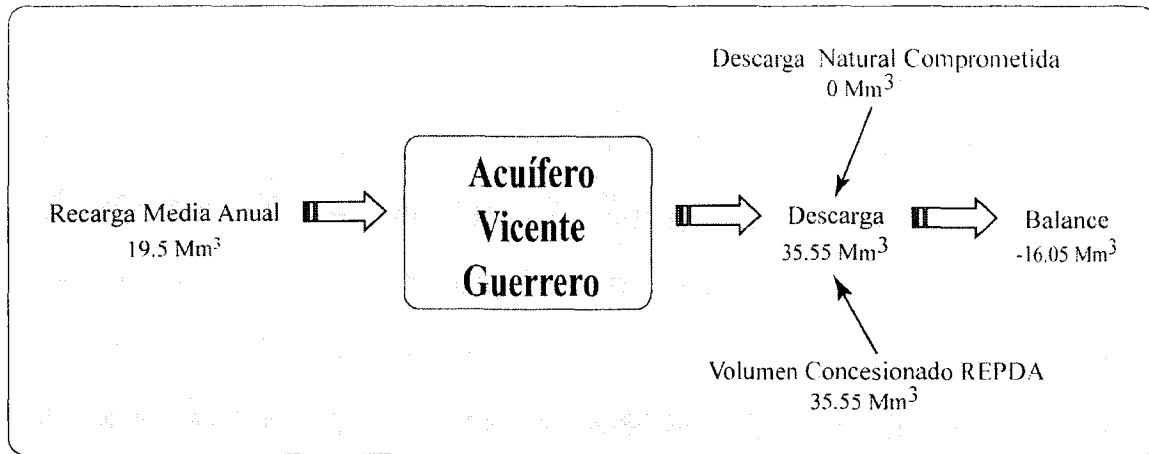 Descarga Natural Comprometida
0 Mm³
Recarga Media Anual
19.5 Mm³
Acuífero
Vicente
Guerrero
Descarga
35.55 Mm³
Balance
-16.05 Mm³
Volumen Concesionado REPDA
35.55 Mm³